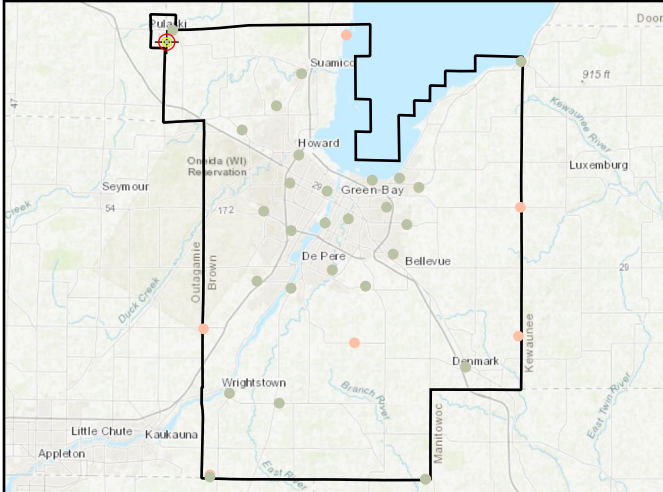 Pulaski
Door
Suamico
915 ft
47
Kewaunee
River
Howard
Oneida (WI)
Reservation
Luxemburg
Seymour
29
Green-Bay
Creek
54
172
De Pere
Bellevue
29
Outagamie
Brown
Duck Creek
Kewaunee
Denmark
Wrightstown
Branch
River
East Twin River
Little Chute
Kaukauna
Manitowoc
Appleton
East River